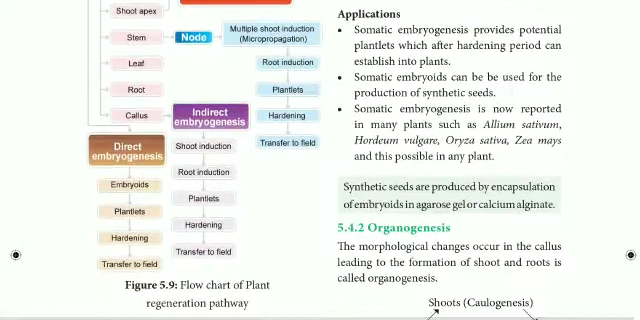 Shoot apex
Stem
Node
Multiple shoot induction
(Micropropagation)
Leaf
Root induction
Root
Plantlets
Callus
Indirect
embryogenesis
Hardening
Direct
embryogenesis
Shoot induction
Transfer to field
Root induction
Embryoids
Plantlets
Plantlets
Hardening
Hardening
Transfer to field
Transfer to field
Figure 5.9: Flow chart of Plant
regeneration pathway
Applications
• Somatic embryogenesis provides potential
plantlets which after hardening period can
establish into plants.
• Somatic embryoids can be be used for the
production of synthetic seeds.
• Somatic embryogenesis is now reported
in many plants such as Allium sativum,
Hordeum vulgare, Oryza sativa, Zea mays
and this possible in any plant.
Synthetic seeds are produced by encapsulation
of embryoids in agarose gel or calcium alginate.
5.4.2 Organogenesis
The morphological changes occur in the callus
leading to the formation of shoot and roots is
called organogenesis.
Shoots (Caulogenesis)